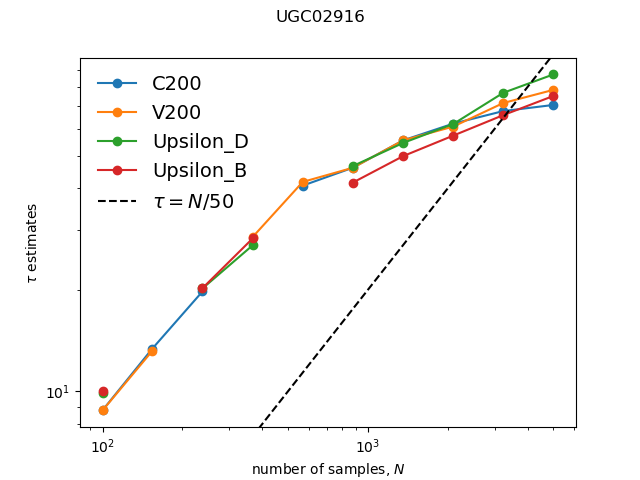 UGC02916
C200
V200
Upsilon_D
Upsilon_B
τ = N/50
τ estimates
10¹
10² 10³
number of samples, N